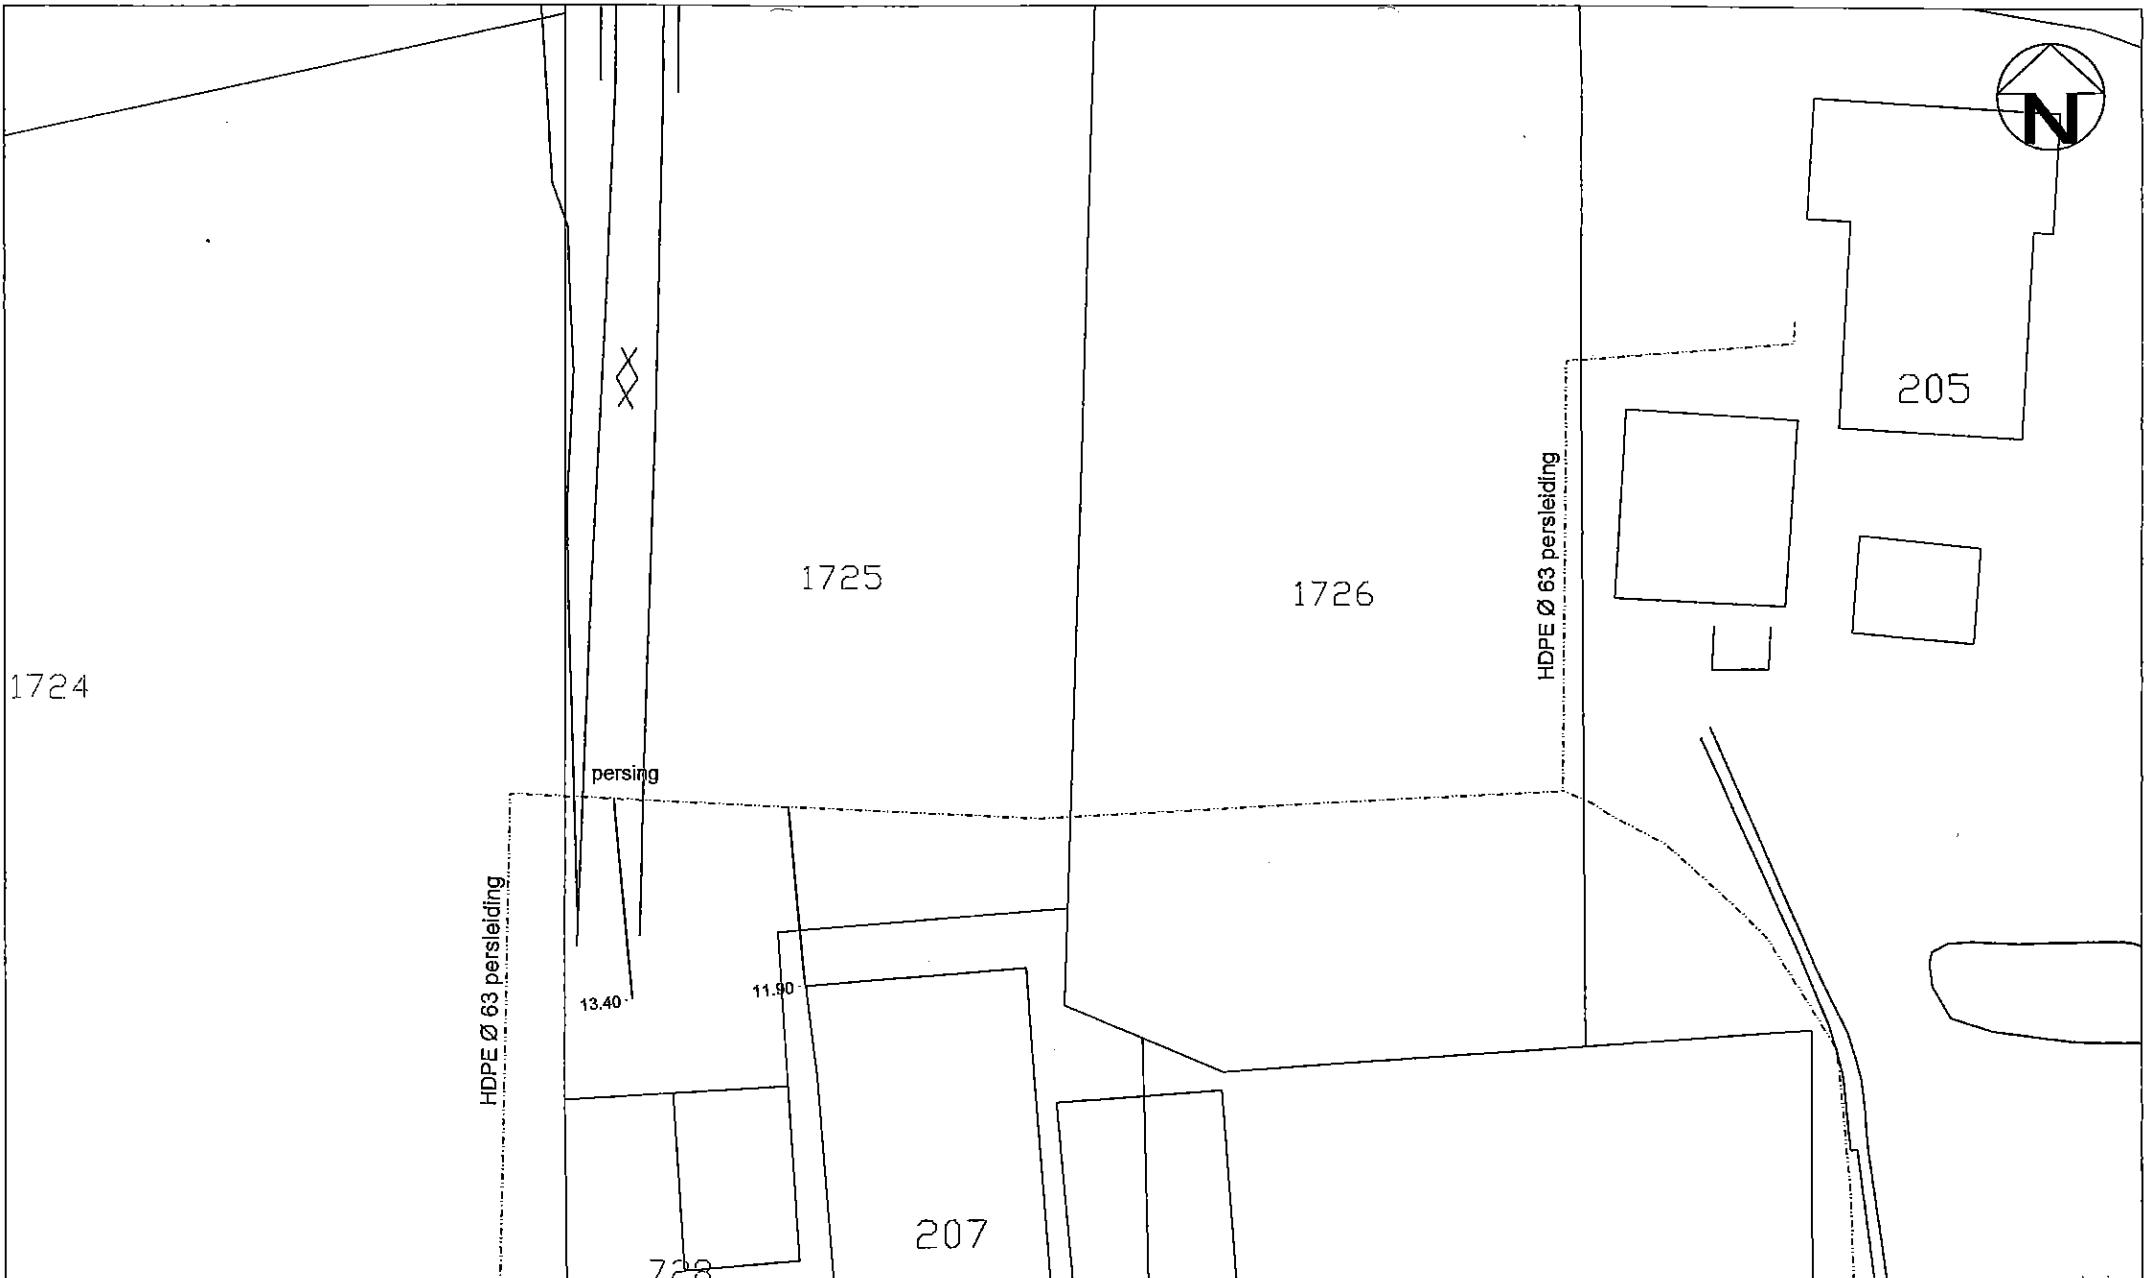 N
205
HDPE Ø 63 persleiding
1725
1726
1724
persing
HDPE Ø 63 persleiding
13.40
11.90
207